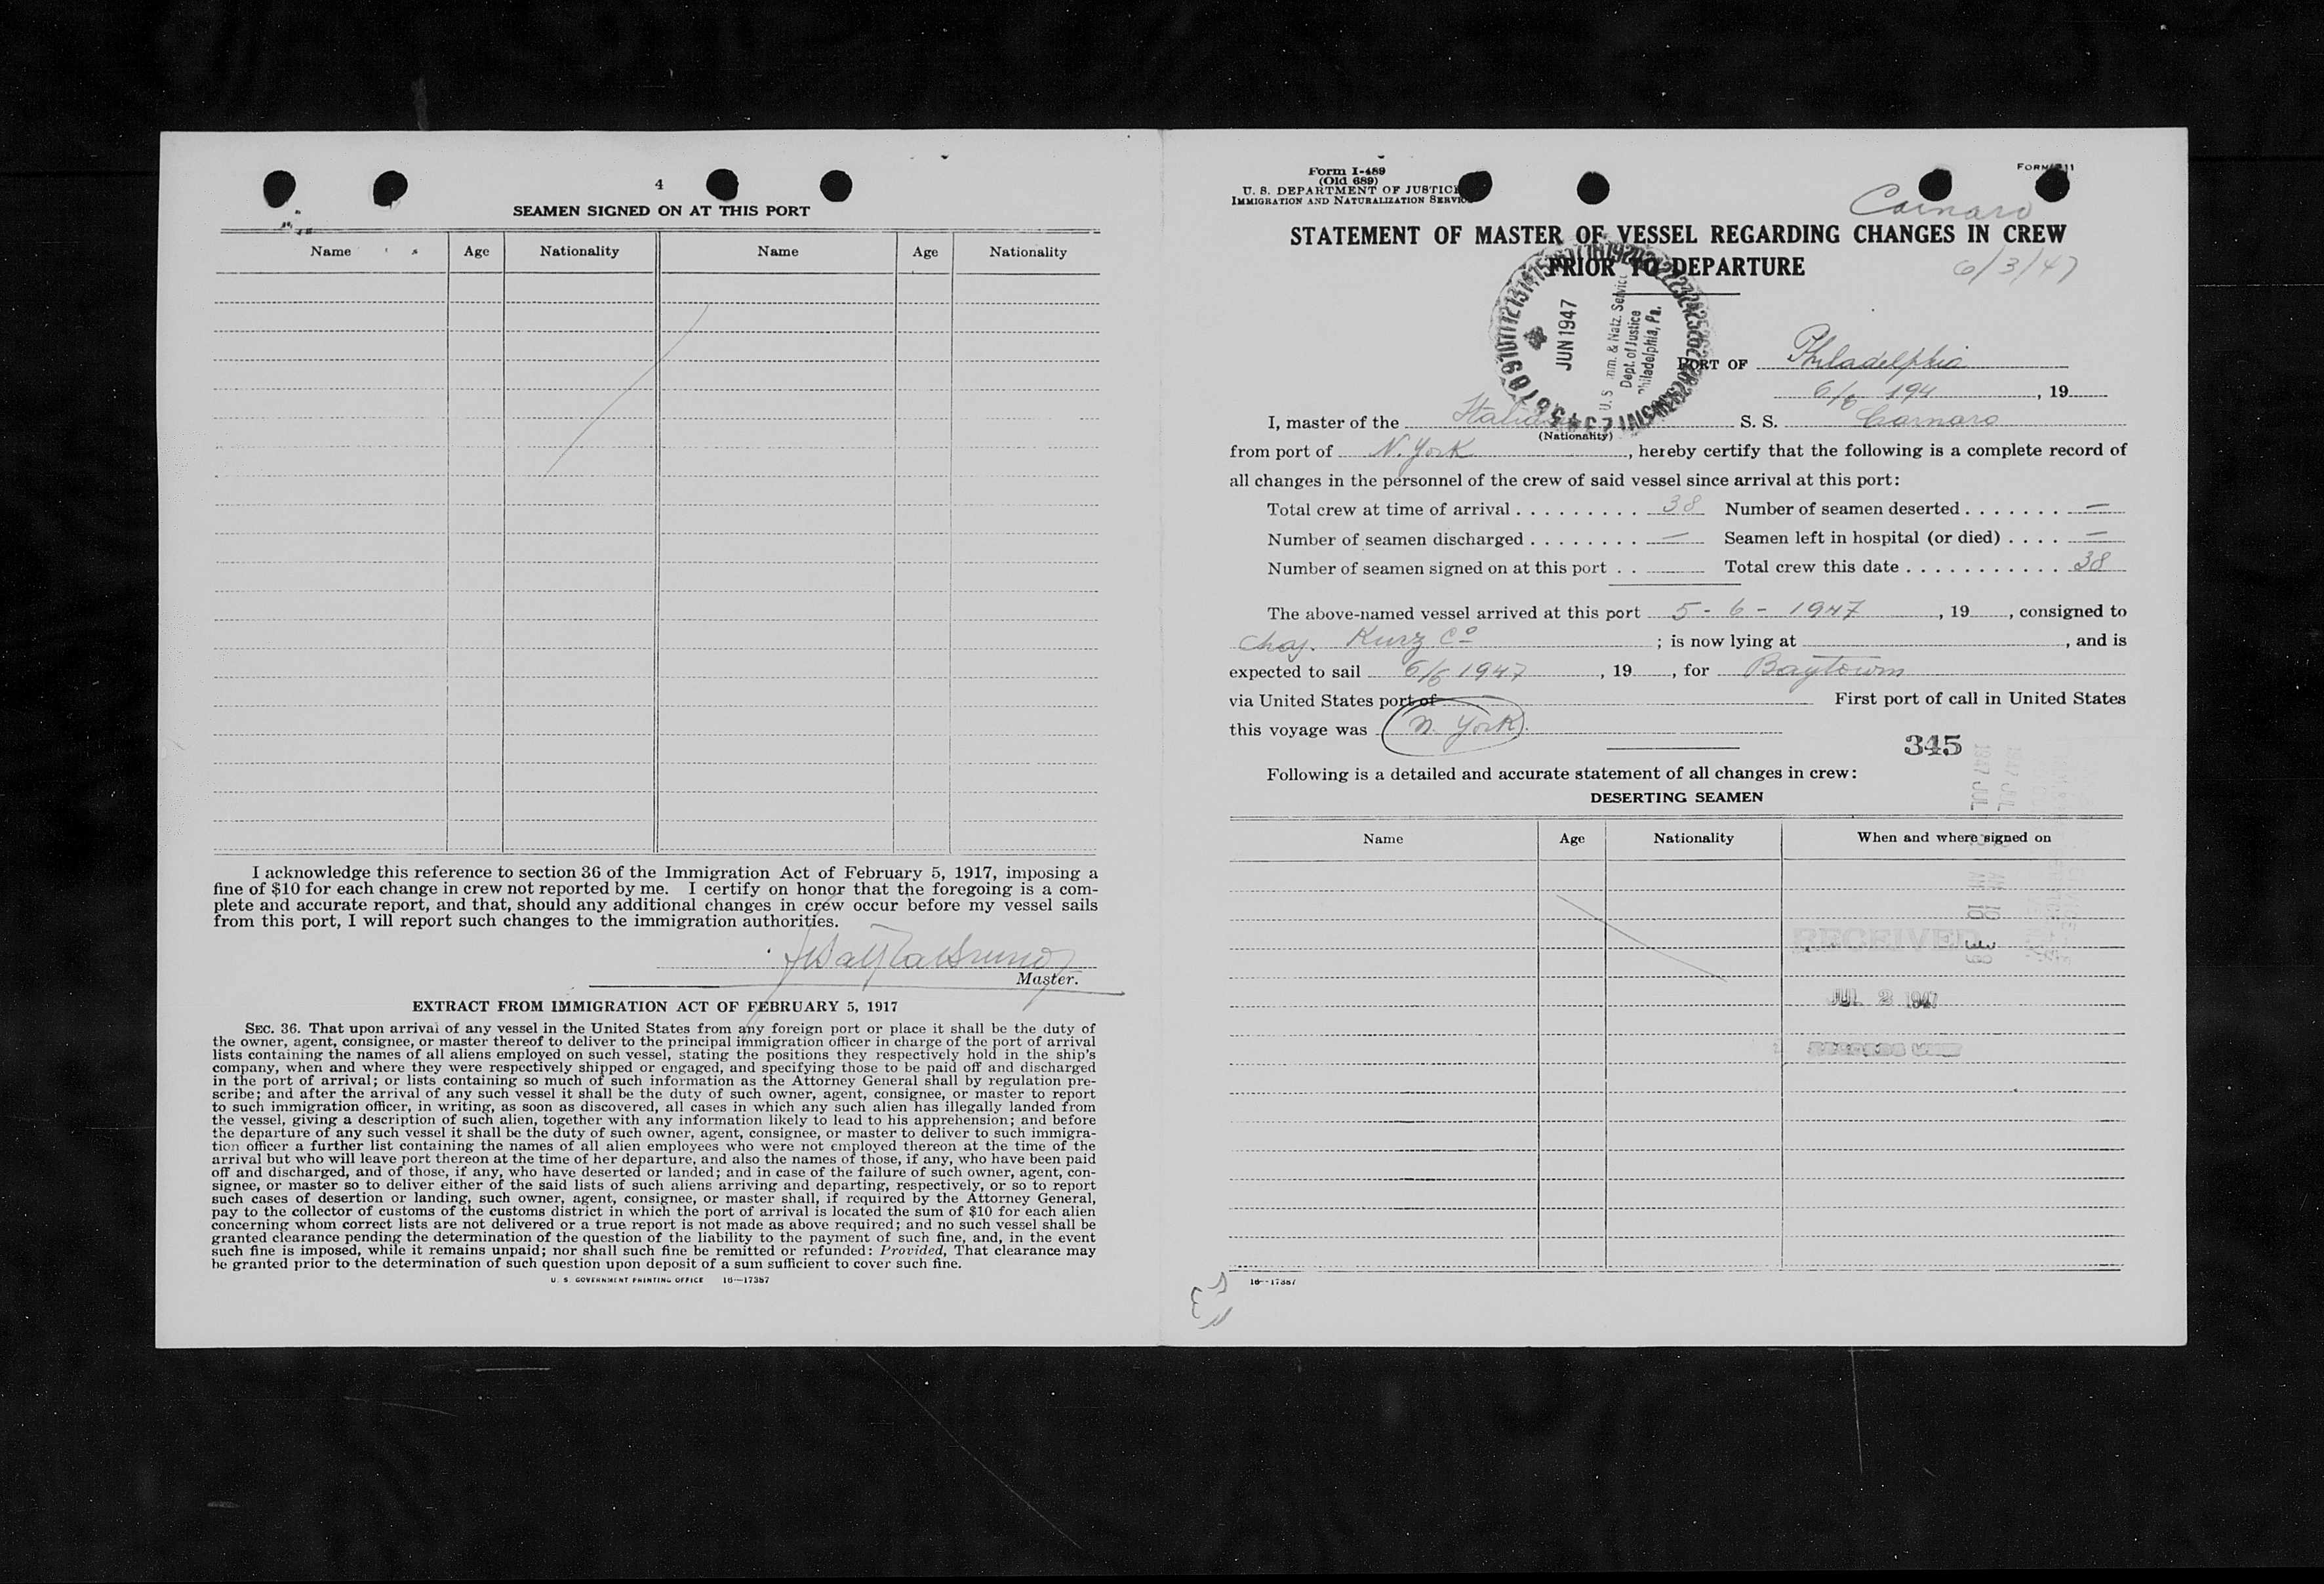 4
SEAMEN SIGNED ON AT THIS PORT
Name Age Nationality Name Age Nationality
I acknowledge this reference to section 36 of the Immigration Act of February 5, 1917, imposing a
fine of $10 for each change in crew not reported by me. I certify on honor that the foregoing is a com-
plete and accurate report, and that, should any additional changes in crew occur before my vessel sails
from this port, I will report such changes to the immigration authorities.
Master.
EXTRACT FROM IMMIGRATION ACT OF FEBRUARY 5, 1917
SEC. 36. That upon arrival of any vessel in the United States from any foreign port or place it shall be the duty of
the owner, agent, consignee, or master thereof to deliver to the principal immigration officer in charge of the port of arrival
lists containing the names of all aliens employed on such vessel, stating the positions they respectively hold in the ship's
company, when and where they were respectively shipped or engaged, and specifying those to be paid off and discharged
in the port of arrival; or lists containing so much of such information as the Attorney General shall by regulation pre-
scribe; and after the arrival of any such vessel it shall be the duty of such owner, agent, consignee, or master to report
to such immigration officer, in writing, as soon as discovered, all cases in which any such alien has illegally landed from
the vessel, giving a description of such alien, together with any information likely to lead to his apprehension; and before
the departure of any such vessel it shall be the duty of such owner, agent, consignee, or master to deliver to such immigra-
tion officer a further list containing the names of all alien employees who were not employed thereon at the time of the
arrival but who will leave port thereon at the time of her departure, and also the names of those, if any, who have been paid
off and discharged, and of those, if any, who have deserted or landed; and in case of the failure of such owner, agent, con-
signee, or master so to deliver either of the said lists of such aliens arriving and departing, respectively, or so to report
such cases of desertion or landing, such owner, agent, consignee, or master shall, if required by the Attorney General,
pay to the collector of customs of the customs district in which the port of arrival is located the sum of $10 for each alien
concerning whom correct lists are not delivered or a true report is not made as above required; and no such vessel shall be
granted clearance pending the determination of the question of the liability to the payment of such fine, and, in the event
such fine is imposed, while it remains unpaid; nor shall such fine be remitted or refunded: Provided, That clearance may
be granted prior to the determination of such question upon deposit of a sum sufficient to cover such fine.
U. S. GOVERNMENT PRINTING OFFICE 16—17387
Form I-489
(Old 689)
U. S. DEPARTMENT OF JUSTICE
IMMIGRATION AND NATURALIZATION SERVICE
Carnaro
STATEMENT OF MASTER OF VESSEL REGARDING CHANGES IN CREW
PRIOR TO DEPARTURE
6/3/47
JUN 1947
U. S. Imm. & Natz. Service
Dept. of Justice
Philadelphia, Pa.
PORT OF Philadelphia
6/6 194 , 19
I, master of the Italian S. S. Carnaro
(Nationality)
from port of N. York , hereby certify that the following is a complete record of
all changes in the personnel of the crew of said vessel since arrival at this port:
Total crew at time of arrival . . . . . . . . . 38 Number of seamen deserted . . . . . . . —
Number of seamen discharged . . . . . . . . — Seamen left in hospital (or died) . . . . —
Number of seamen signed on at this port . . Total crew this date . . . . . . . . . . . 38
The above-named vessel arrived at this port 5 - 6 - 1947 , 19 , consigned to
Chas. Kurz Co ; is now lying at , and is
expected to sail 6/6 1947 , 19 , for Baytown
via United States port of First port of call in United States
this voyage was N. York.
345
Following is a detailed and accurate statement of all changes in crew:
DESERTING SEAMEN
Name Age Nationality When and where signed on
RECEIVED
JUL 2 1947
16—17387